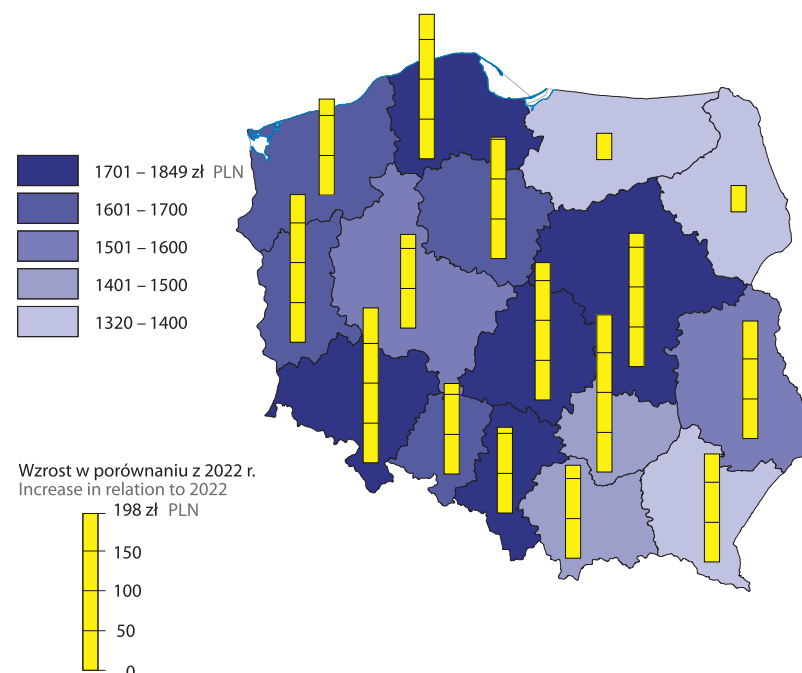 1701 – 1849 zł PLN
1601 – 1700
1501 – 1600
1401 – 1500
1320 – 1400
Wzrost w porównaniu z 2022 r.
Increase in relation to 2022
198 zł PLN
150
100
50
0